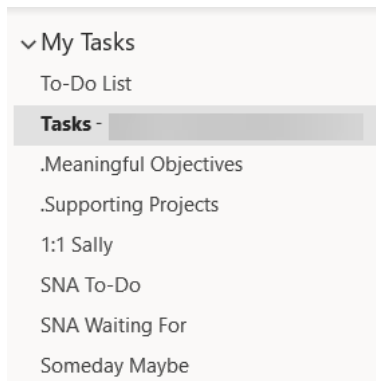 My Tasks
To-Do List
Tasks -
.Meaningful Objectives
.Supporting Projects
1:1 Sally
SNA To-Do
SNA Waiting For
Someday Maybe